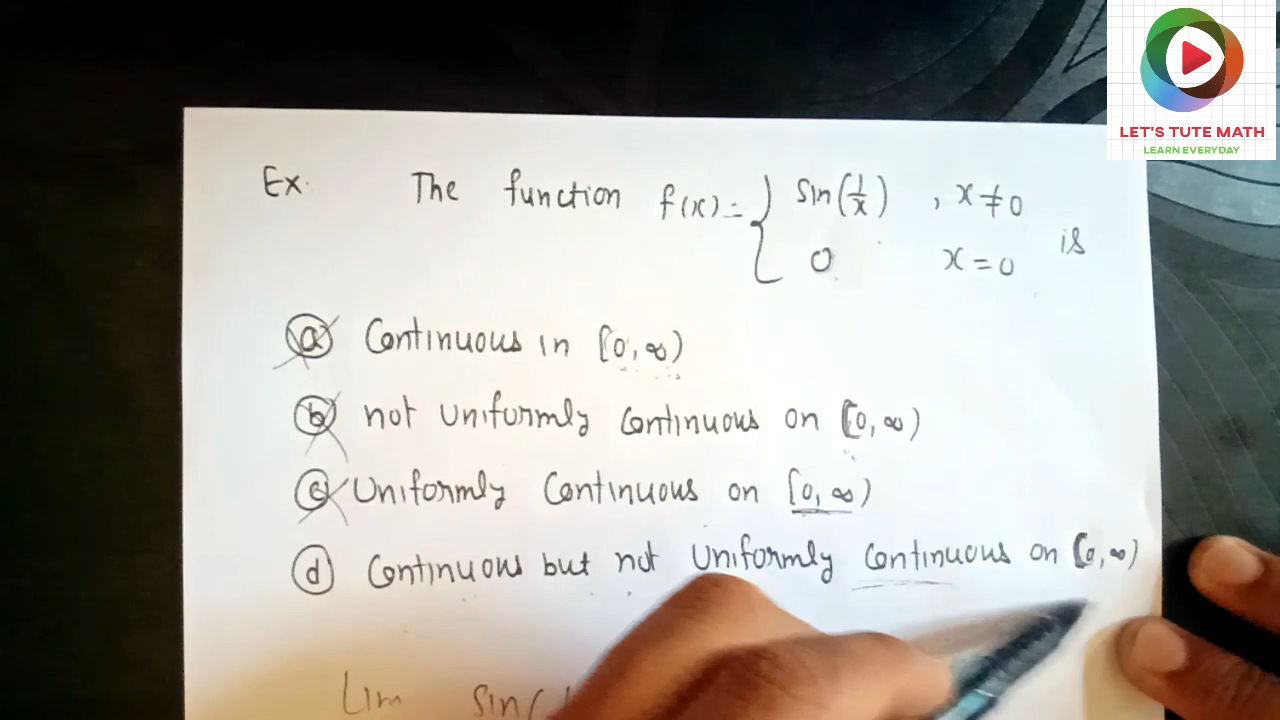 LET'S TUTE MATH
LEARN EVERYDAY
Ex. The function f(x) = { sin(1/x) , x ≠ 0
0 x = 0 is
ⓐ Continuous in [0, ∞)
ⓑ not Uniformly Continuous on [0, ∞)
ⓒ Uniformly Continuous on [0, ∞)
ⓓ Continuous but not Uniformly Continuous on [0, ∞)
Lim sin(